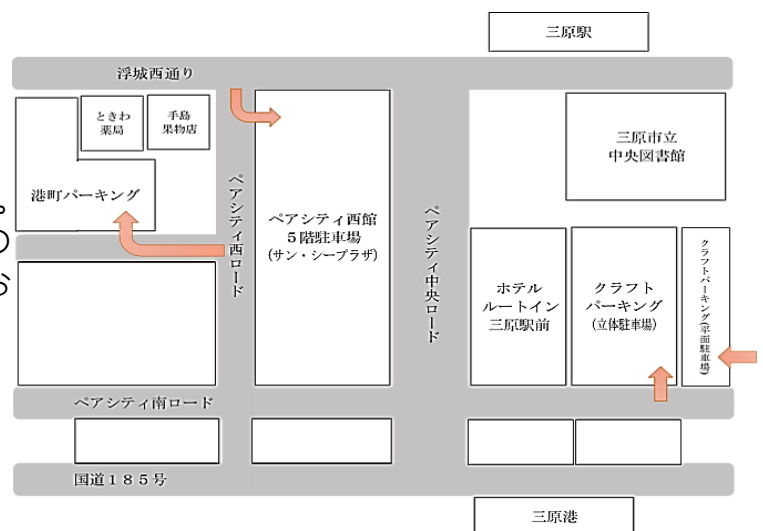 三原駅
浮城西通り
ときわ
薬局
手島
果物店
三原市立
中央図書館
港町パーキング
ペアシティ西ロード
ペアシティ西館
５階駐車場
(サン・シープラザ)
ペアシティ中央ロード
ホテル
ルートイン
三原駅前
クラフト
パーキング
(立体駐車場)
クラフトパーキング(平面駐車場)
ペアシティ南ロード
国道１８５号
三原港